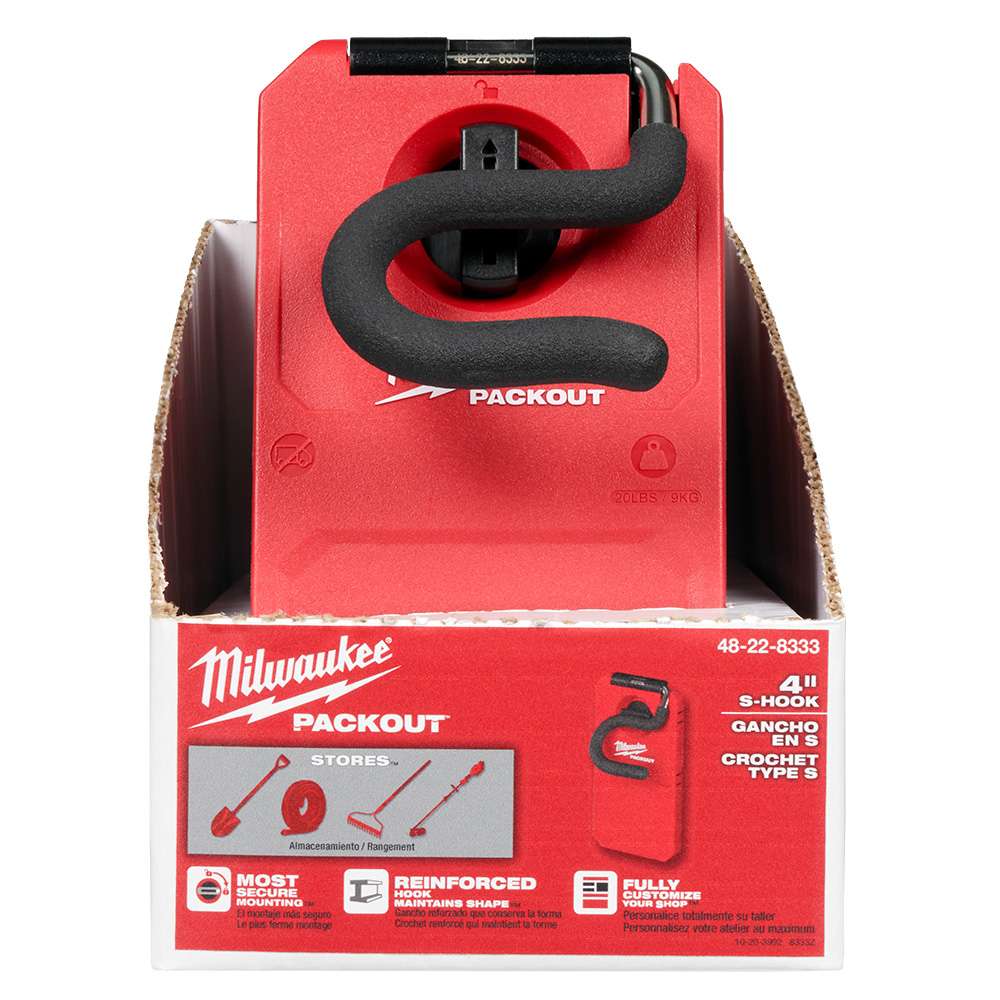 48-22-8333
PACKOUT
20LBS / 9KG
Milwaukee
PACKOUT™
48-22-8333
4"
S-HOOK
GANCHO
EN S
CROCHET
TYPE S
STORES™
Almacenamiento / Rangement
Milwaukee
PACKOUT
MOST
SECURE
MOUNTING™
El montaje más seguro
Le plus ferme montage
REINFORCED
HOOK
MAINTAINS SHAPE™
Gancho reforzado que conserva la forma
Crochet renforcé qui maintient la forme
FULLY
CUSTOMIZE
YOUR SHOP™
Personalice totalmente su taller
Personnalisez votre atelier au maximum
10-20-3992 8333Z